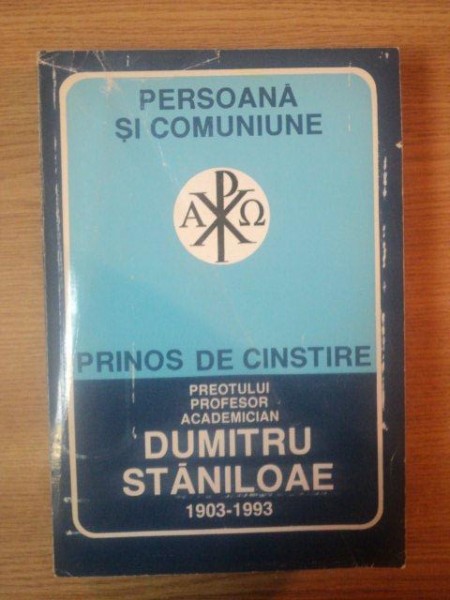 PERSOANĂ
ȘI COMUNIUNE
Α Ω
PRINOS DE CINSTIRE
PREOTULUI
PROFESOR
ACADEMICIAN
DUMITRU
STĂNILOAE
1903-1993